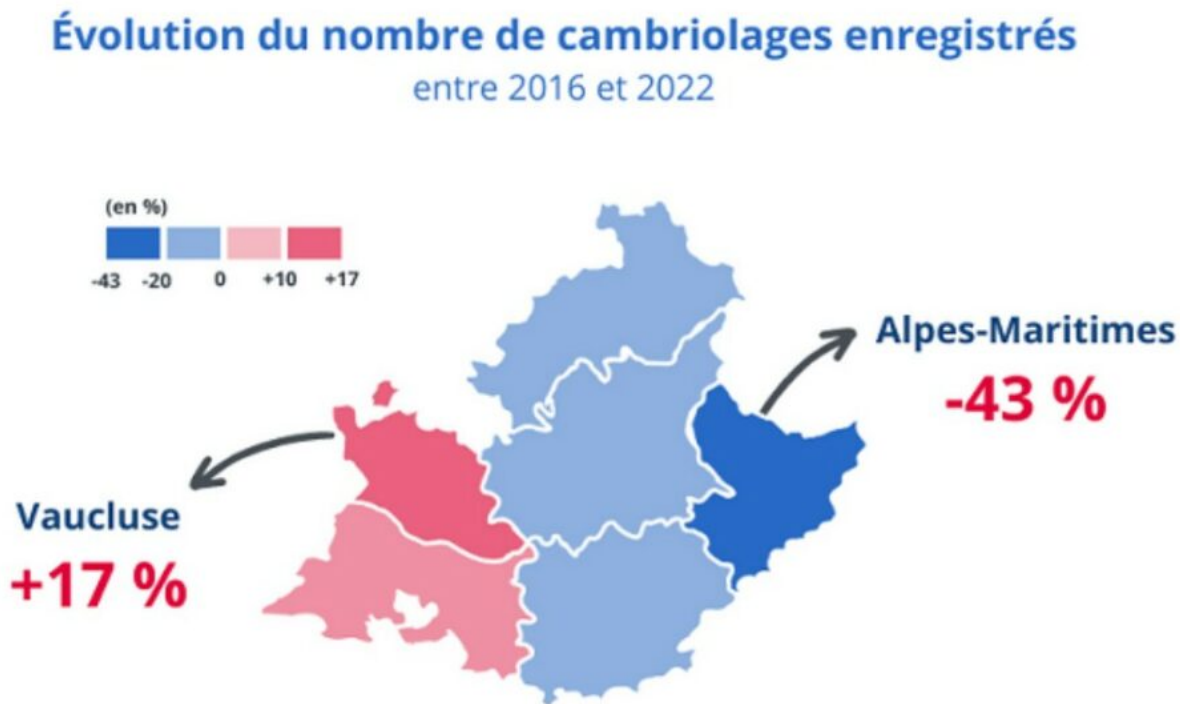 Évolution du nombre de cambriolages enregistrés
entre 2016 et 2022
(en %)
-43 -20 0 +10 +17
Alpes-Maritimes
-43 %
Vaucluse
+17 %